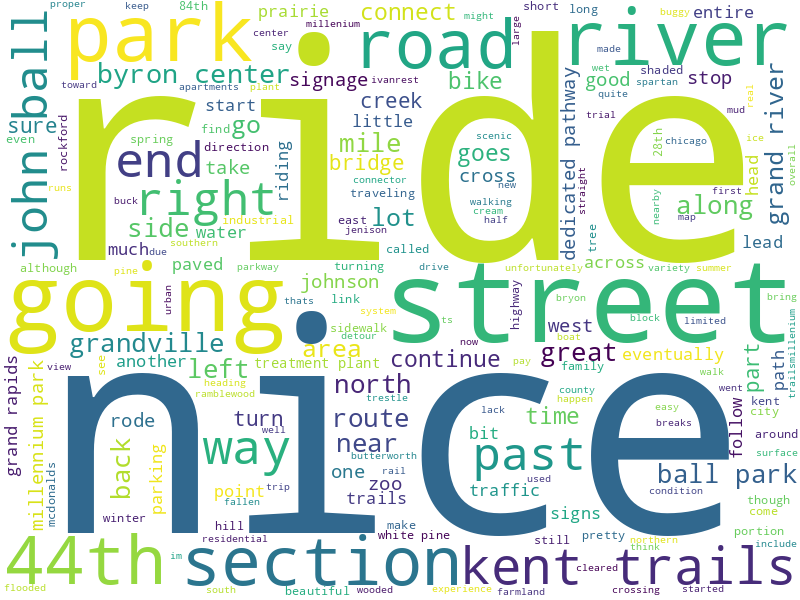 proper
keep
84th
prairie
connect
short
long
entire
park
road
river
millenium
center
say
might
large
buggy
john ball
byron center
signage
ivanrest
bike
good
made
wet
shaded
spartan
stop
toward
apartments
plant
quite
real
sure
even
rockford
start
creek
little
dedicated pathway
trial
mud
grand river
go
find
spring
direction
riding
mile
bridge
goes
cross
scenic
new
28th
chicago
ice
head
overall
ride
end
take
connector
traveling
walking
cream
half
straight
nearby
first
map
runs
buck
right
industrial
east
jenison
lot
along
side
water
southern
called
tree
lead
much
due
although
paved
parkway
turning
drive
unfortunately
across
variety
summer
pine
going
urban
thats
johnson
link
system
street
highway
bryon
block
limited
bring
sidewalk
detour
ts
west
boat
grandville
area
now
great
eventually
part
path
trailsmillenium
grand rapids
view
see
another
left
treatment plant
continue
pay
family
walk
millennium park
heading
ramblewood
north
trestle
county
happen
easy
went
kent
city
nice
mcdonalds
rode
turn
well
route
time
lack
breaks
follow
around
surface
back
parking
way
near
butterworth
bit
past
point
fallen
trip
one
rail
zoo
traffic
used
ball park
condition
though
come
winter
hill
trails
signs
portion
residential
make
white pine
still
pretty
northern
think
include
44th
im
section
kent trails
cleared
flooded
south
beautiful
wooded
experience
farmland
crossing
started